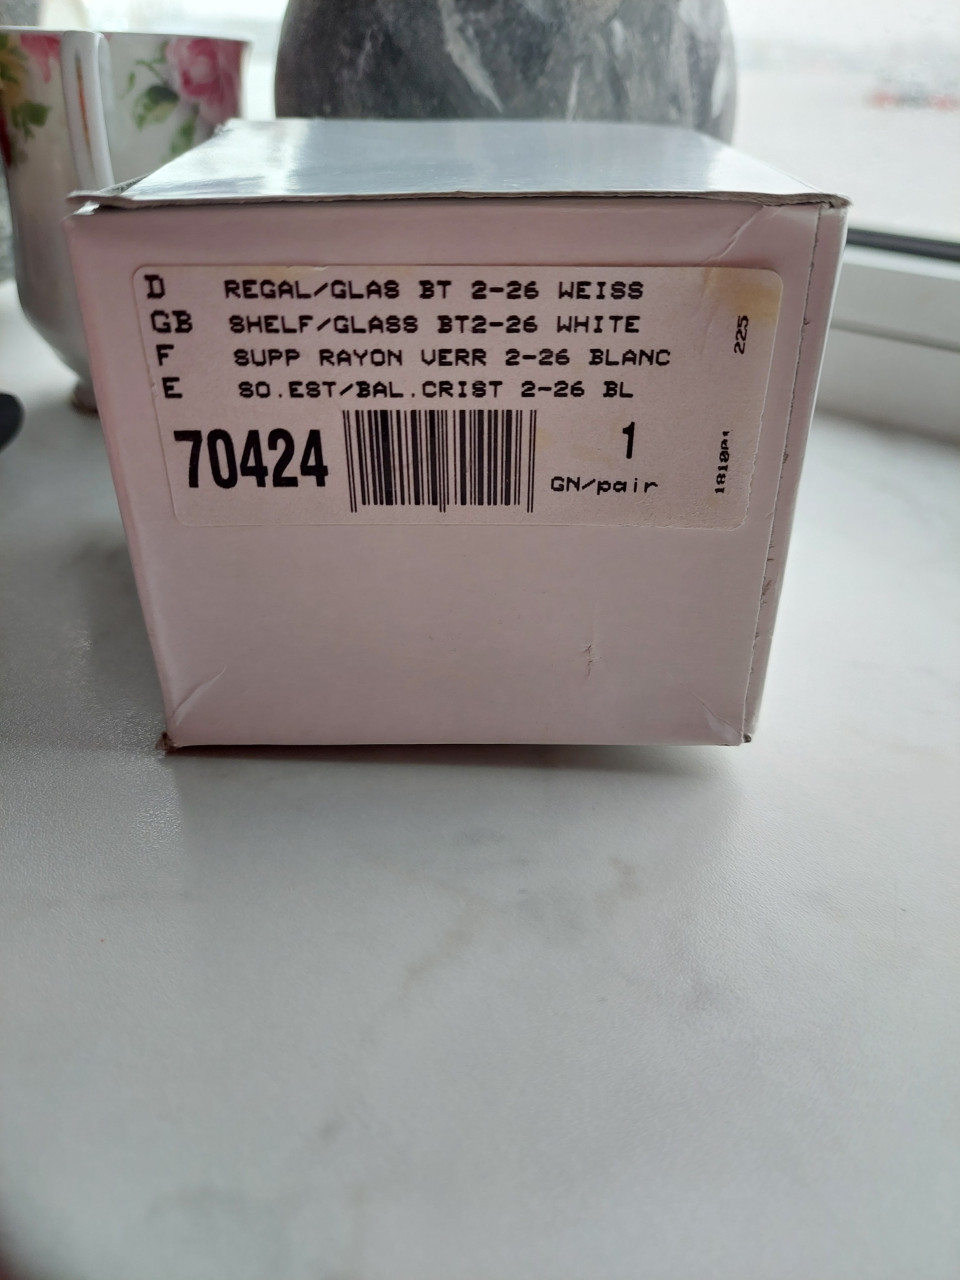 D REGAL/GLAS BT 2-26 WEISS
GB SHELF/GLASS BT2-26 WHITE
F SUPP RAYON VERR 2-26 BLANC
E SO.EST/BAL.CRIST 2-26 BL
70424
1
GN/pair
225